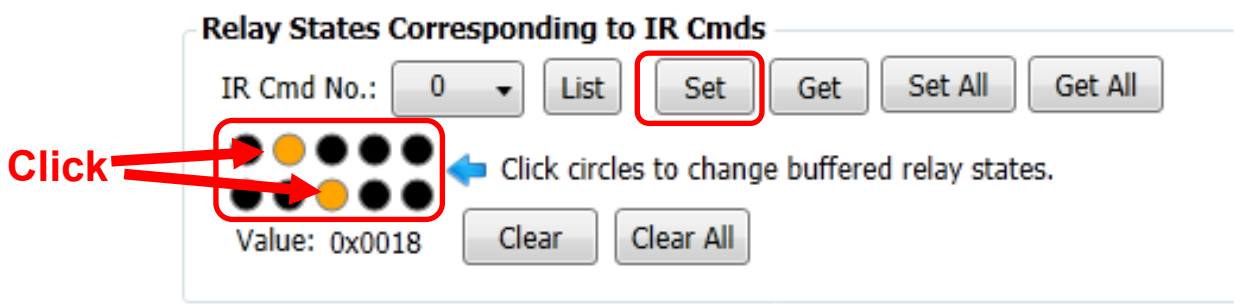 Relay States Corresponding to IR Cmds
IR Cmd No.: 0 List Set Get Set All Get All
Click
Click circles to change buffered relay states.
Value: 0x0018 Clear Clear All